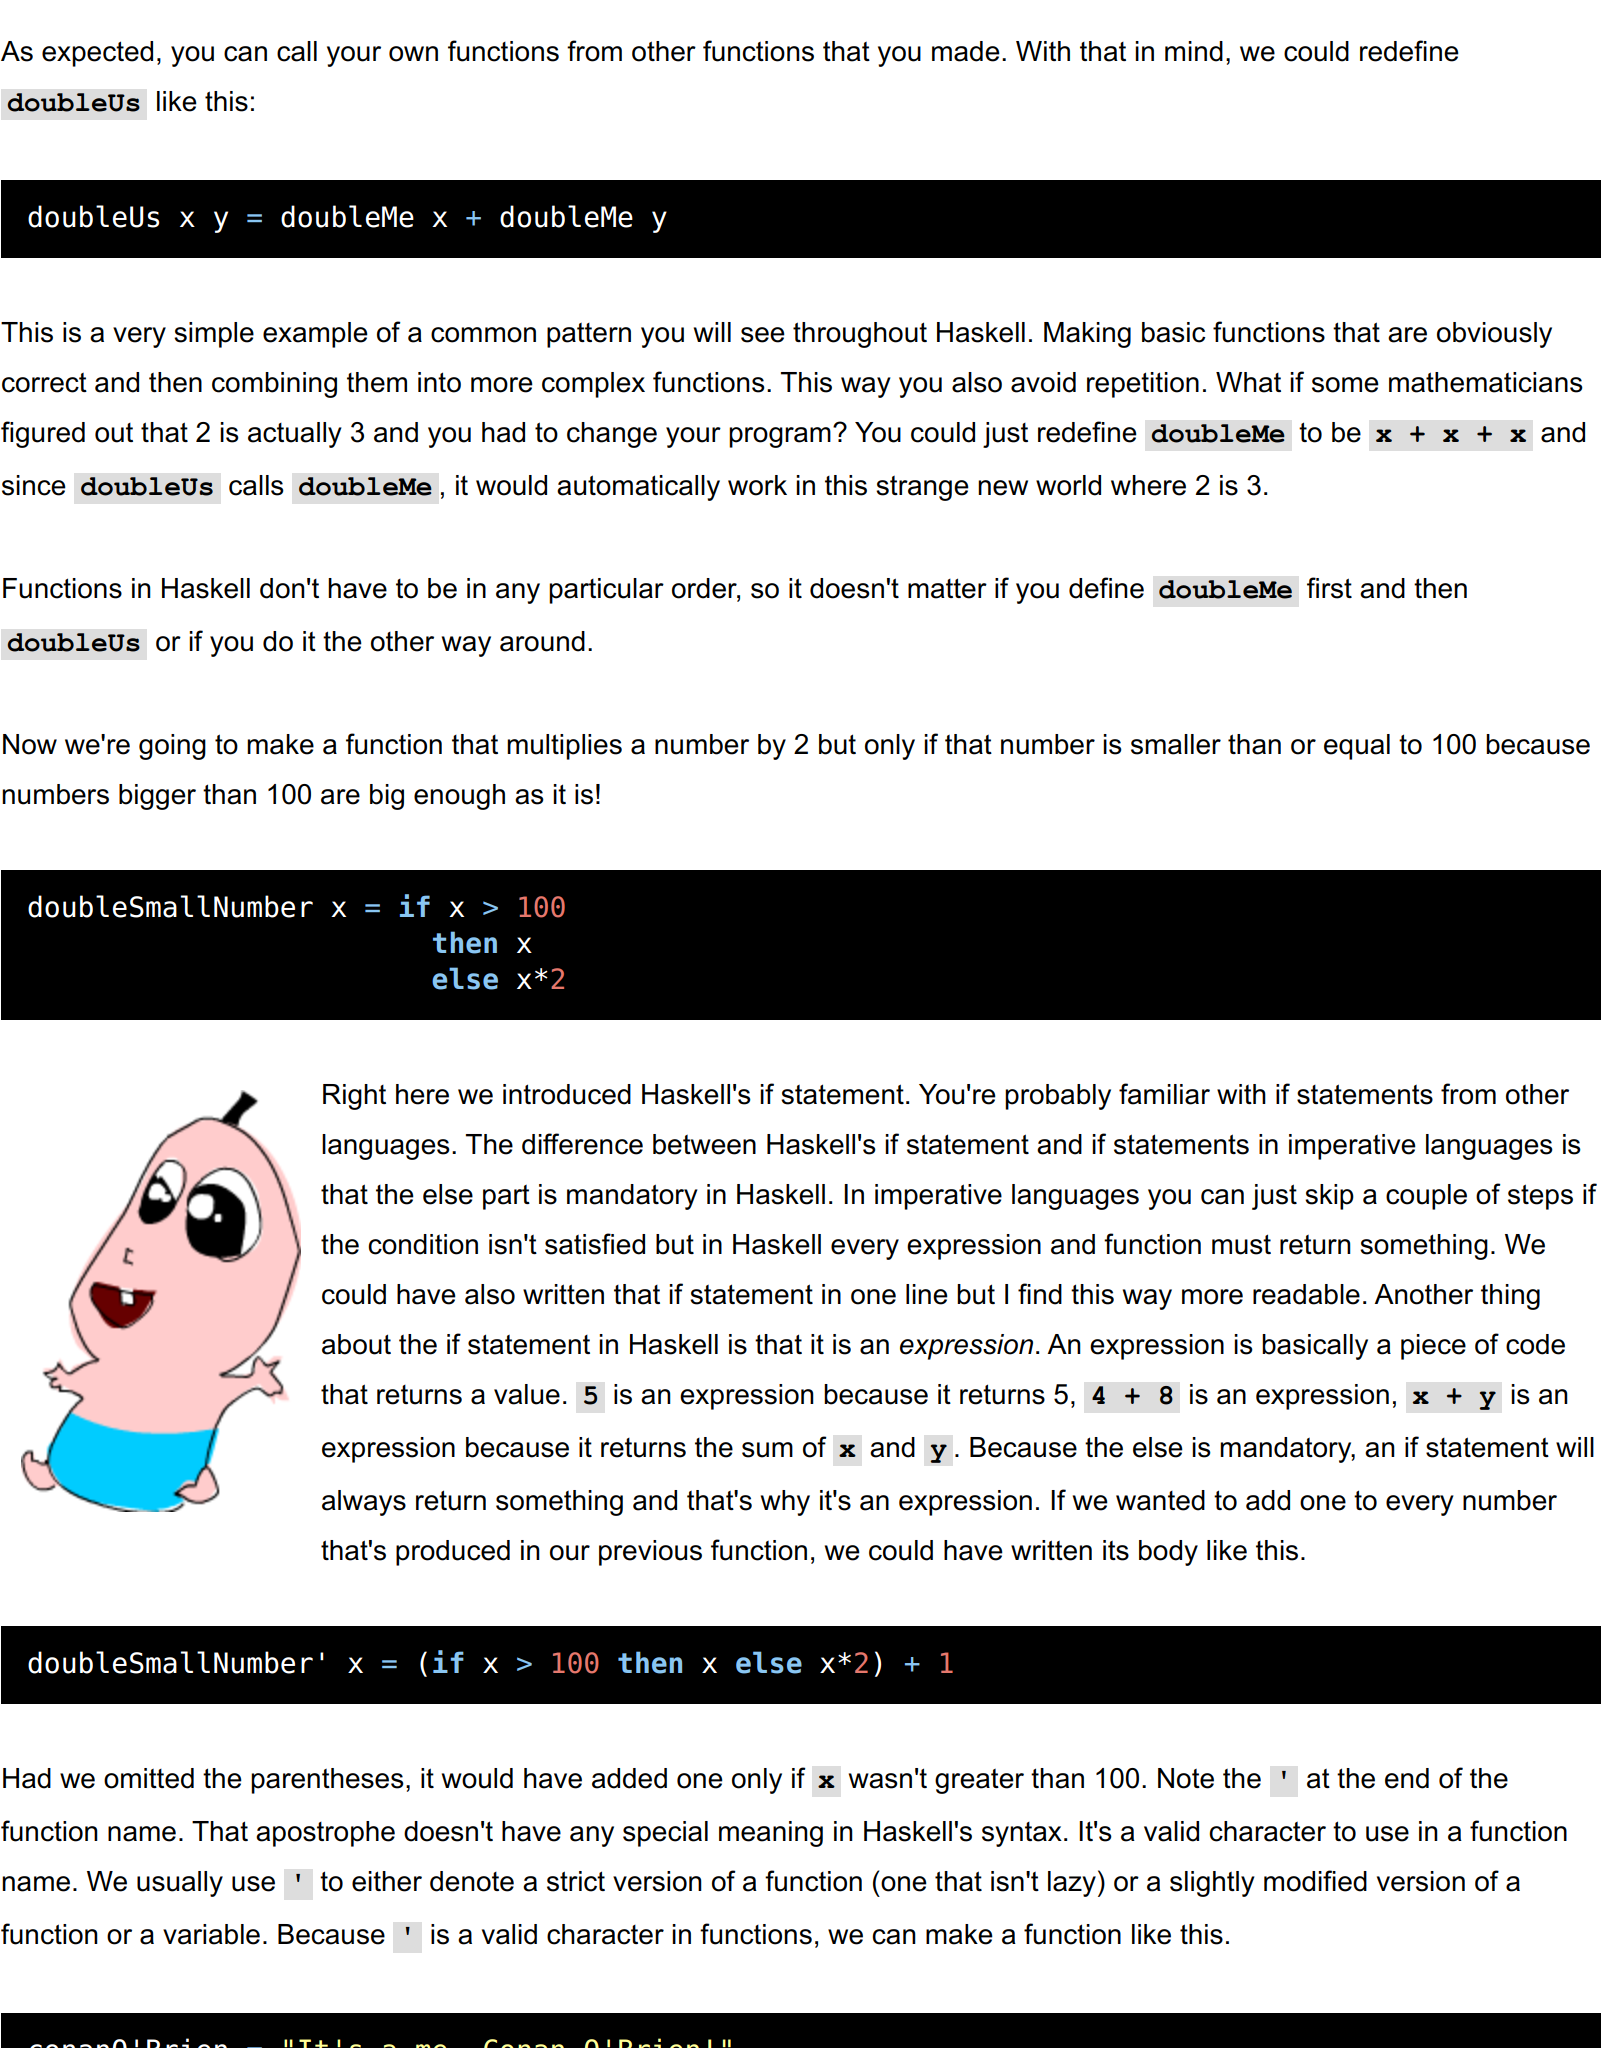 As expected, you can call your own functions from other functions that you made. With that in mind, we could redefine
doubleUs like this:
doubleUs x y = doubleMe x + doubleMe y
This is a very simple example of a common pattern you will see throughout Haskell. Making basic functions that are obviously
correct and then combining them into more complex functions. This way you also avoid repetition. What if some mathematicians
figured out that 2 is actually 3 and you had to change your program? You could just redefine doubleMe to be x + x + x and
since doubleUs calls doubleMe, it would automatically work in this strange new world where 2 is 3.
Functions in Haskell don't have to be in any particular order, so it doesn't matter if you define doubleMe first and then
doubleUs or if you do it the other way around.
Now we're going to make a function that multiplies a number by 2 but only if that number is smaller than or equal to 100 because
numbers bigger than 100 are big enough as it is!
doubleSmallNumber x = if x > 100
then x
else x*2
Right here we introduced Haskell's if statement. You're probably familiar with if statements from other
languages. The difference between Haskell's if statement and if statements in imperative languages is
that the else part is mandatory in Haskell. In imperative languages you can just skip a couple of steps if
the condition isn't satisfied but in Haskell every expression and function must return something. We
could have also written that if statement in one line but I find this way more readable. Another thing
about the if statement in Haskell is that it is an expression. An expression is basically a piece of code
that returns a value. 5 is an expression because it returns 5, 4 + 8 is an expression, x + y is an
expression because it returns the sum of x and y. Because the else is mandatory, an if statement will
always return something and that's why it's an expression. If we wanted to add one to every number
that's produced in our previous function, we could have written its body like this.
doubleSmallNumber' x = (if x > 100 then x else x*2) + 1
Had we omitted the parentheses, it would have added one only if x wasn't greater than 100. Note the ' at the end of the
function name. That apostrophe doesn't have any special meaning in Haskell's syntax. It's a valid character to use in a function
name. We usually use ' to either denote a strict version of a function (one that isn't lazy) or a slightly modified version of a
function or a variable. Because ' is a valid character in functions, we can make a function like this.
conanO'Brien = "It's a me, Conan O'Brien!"